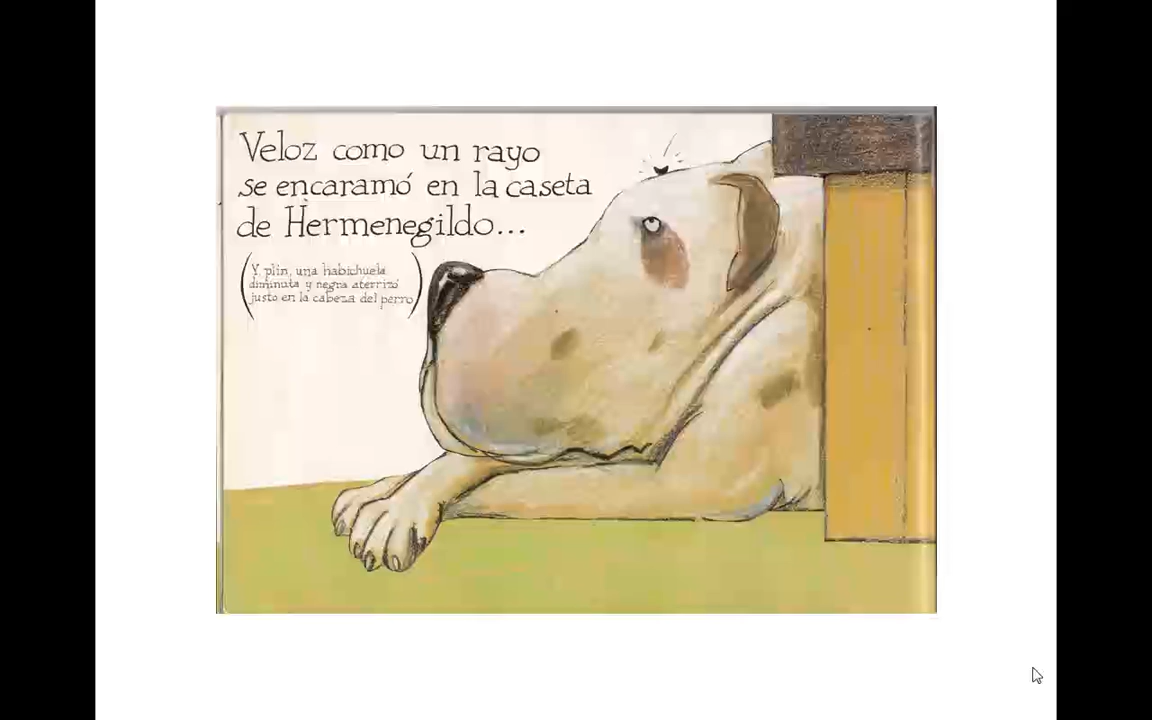 Veloz como un rayo
se encaramó en la caseta
de Hermenegildo...
(Y plin, una habichuela
diminuta y negra aterrizó
justo en la cabeza del perro)